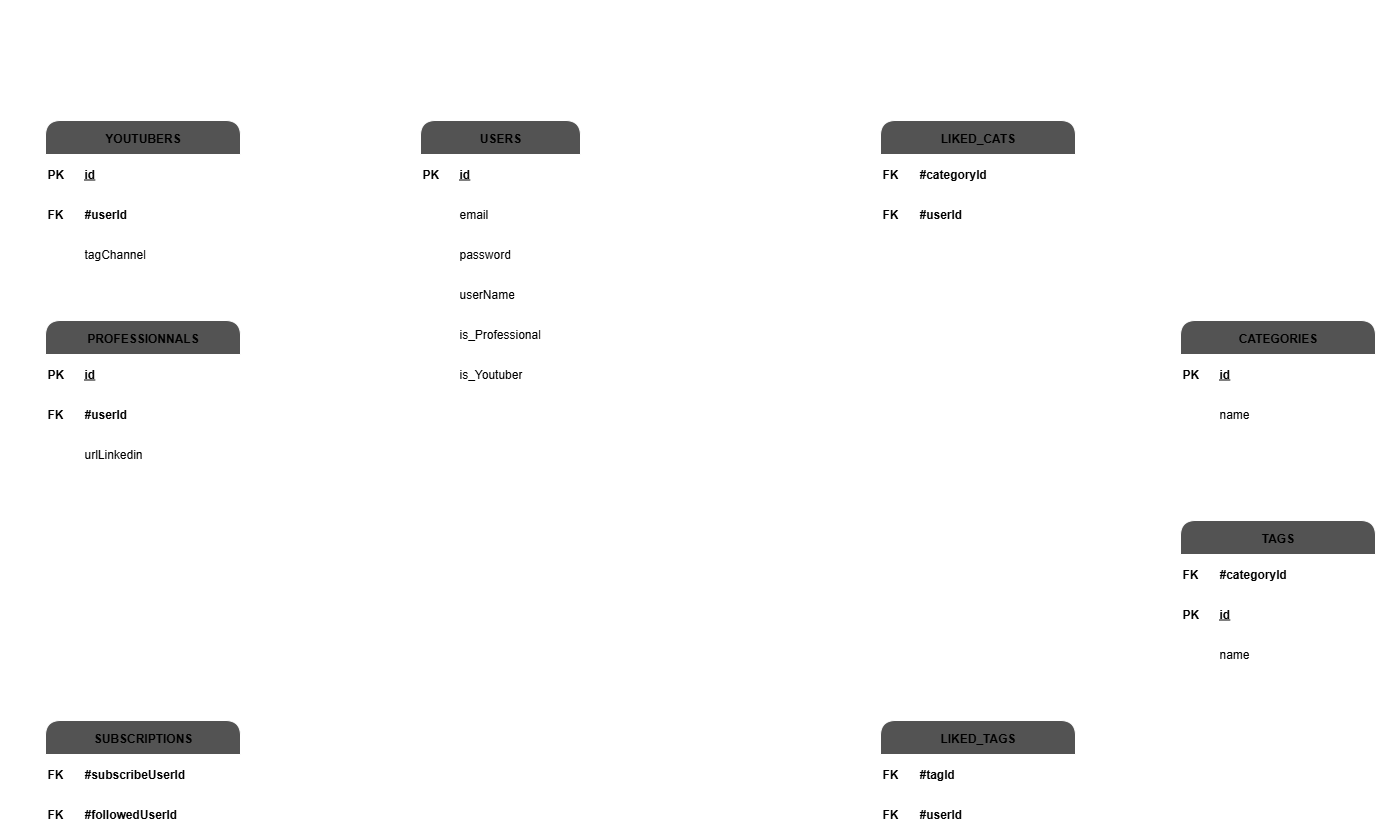 YOUTUBERS
PK id
FK #userId
tagChannel
USERS
PK id
email
password
userName
is_Professional
is_Youtuber
LIKED_CATS
FK #categoryId
FK #userId
PROFESSIONNALS
PK id
FK #userId
urlLinkedin
CATEGORIES
PK id
name
TAGS
FK #categoryId
PK id
name
SUBSCRIPTIONS
FK #subscribeUserId
FK #followedUserId
LIKED_TAGS
FK #tagId
FK #userId